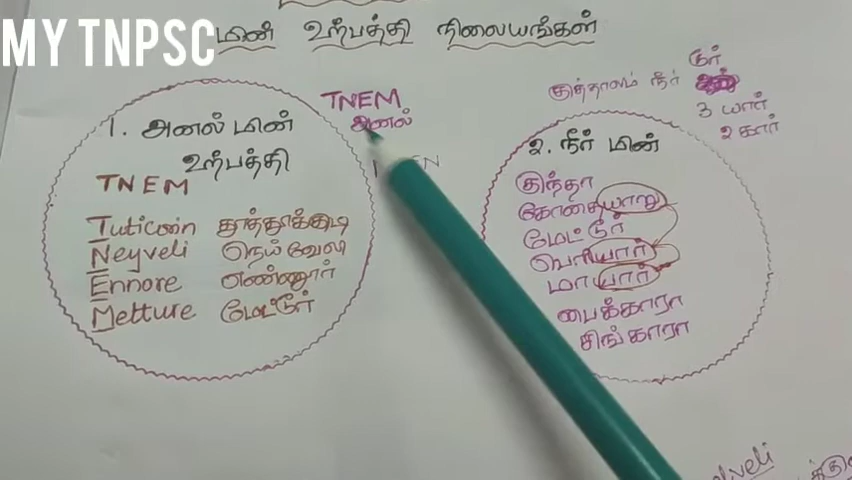 MY TNPSC
மின் உற்பத்தி நிலையங்கள்
TNEM
அனல்
குத்தாலம் நீர்
3 யார்
2 கார்
1. அனல் மின்
உற்பத்தி
TNEM
Tuticorin தூத்துக்குடி
Neyveli நெய்வேலி
Ennore எண்ணூர்
Metture மேட்டூர்
2. நீர் மின்
குந்தா
கோதையாறு
மேட்டூர்
பெரியார்
மாயார்
பைக்காரா
சிங்காரா